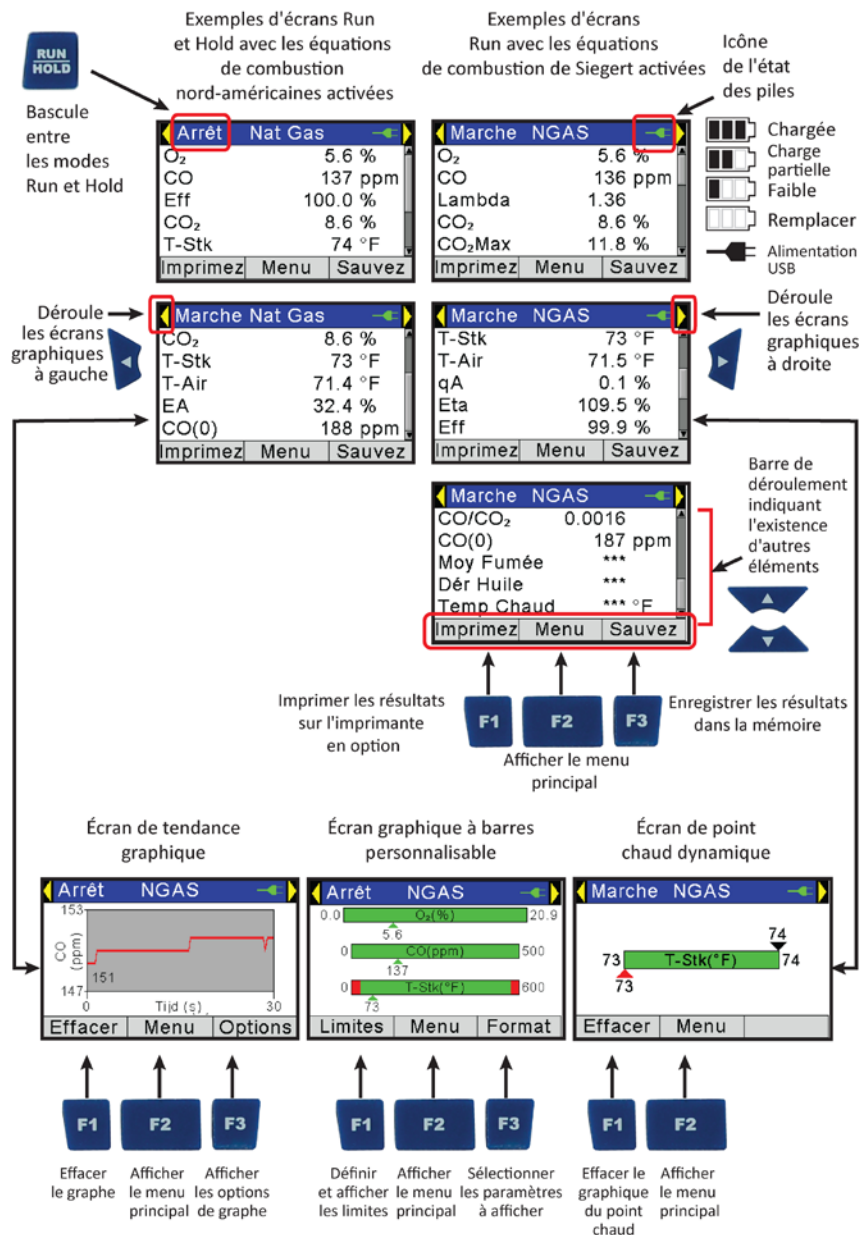 Exemples d'écrans Run
et Hold avec les équations
de combustion
nord-américaines activées
Exemples d'écrans
Run avec les équations
de combustion de Siegert activées
Icône
de l'état
des piles
RUN
HOLD
Bascule
entre
les modes
Run et Hold
Arrêt Nat Gas
O₂ 5.6 %
CO 137 ppm
Eff 100.0 %
CO₂ 8.6 %
T-Stk 74 °F
Imprimez Menu Sauvez
Marche NGAS
O₂ 5.6 %
CO 136 ppm
Lambda 1.36
CO₂ 8.6 %
CO₂Max 11.8 %
Imprimez Menu Sauvez
Chargée
Charge
partielle
Faible
Remplacer
Alimentation
USB
Déroule
les écrans
graphiques
à gauche
Marche Nat Gas
CO₂ 8.6 %
T-Stk 73 °F
T-Air 71.4 °F
EA 32.4 %
CO(0) 188 ppm
Imprimez Menu Sauvez
Marche NGAS
T-Stk 73 °F
T-Air 71.5 °F
qA 0.1 %
Eta 109.5 %
Eff 99.9 %
Imprimez Menu Sauvez
Déroule
les écrans
graphiques
à droite
Marche NGAS
CO/CO₂ 0.0016
CO(0) 187 ppm
Moy Fumée ***
Dér Huile ***
Temp Chaud *** °F
Imprimez Menu Sauvez
Barre de
déroulement
indiquant
l'existence
d'autres
éléments
Imprimer les résultats
sur l'imprimante
en option
F1
F2
F3
Enregistrer les résultats
dans la mémoire
Afficher le menu
principal
Écran de tendance
graphique
Écran graphique à barres
personnalisable
Écran de point
chaud dynamique
Arrêt NGAS
153
CO
(ppm)
151
147
0 Tijd (s) 30
Effacer Menu Options
Arrêt NGAS
0.0 O₂(%) 20.9
5.6
0 CO(ppm) 500
137
0 T-Stk(°F) 600
73
Limites Menu Format
Marche NGAS
74
73 T-Stk(°F) 74
73
Effacer Menu
F1
F2
F3
F1
F2
F3
F1
F2
Effacer
le graphe
Afficher
le menu
principal
Afficher
les options
de graphe
Définir
et afficher
les limites
Afficher
le menu
principal
Sélectionner
les paramètres
à afficher
Effacer le
graphique
du point
chaud
Afficher
le menu
principal